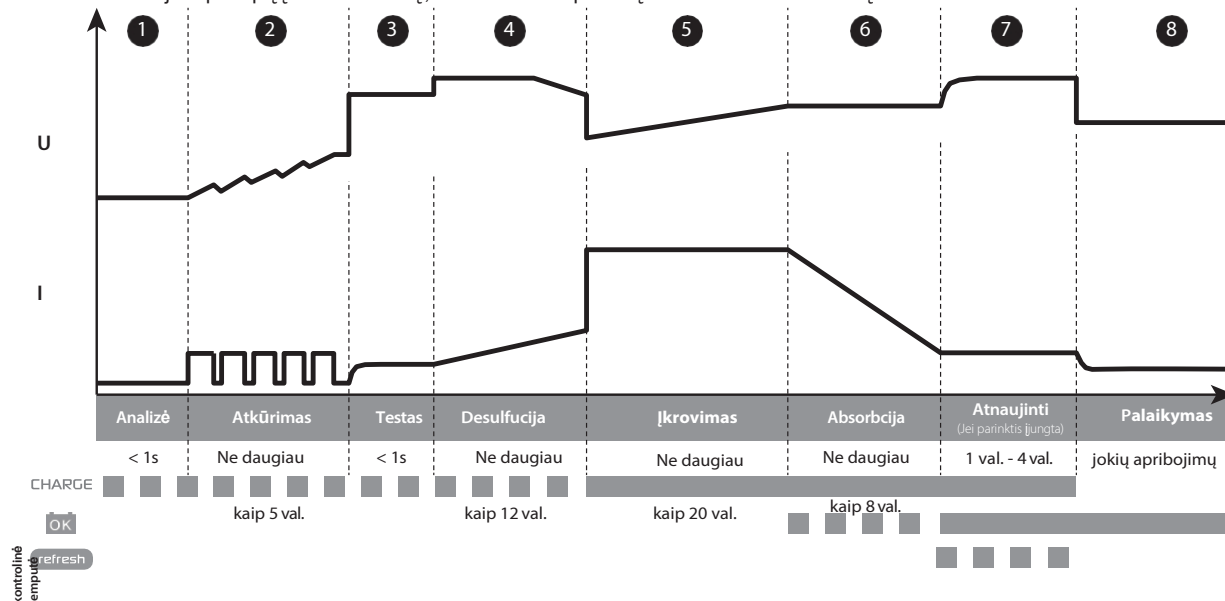 1 2 3 4 5 6 7 8
U
I
Analizė Atkūrimas Testas Desulfucija Įkrovimas Absorbcija Atnaujinti Palaikymas
(Jei parinktis įjungta)
< 1s Ne daugiau < 1s Ne daugiau Ne daugiau Ne daugiau 1 val. - 4 val. jokių apribojimų
CHARGE
kaip 5 val. kaip 12 val. kaip 20 val. kaip 8 val.
OK
refresh
kontrolinė
emputė